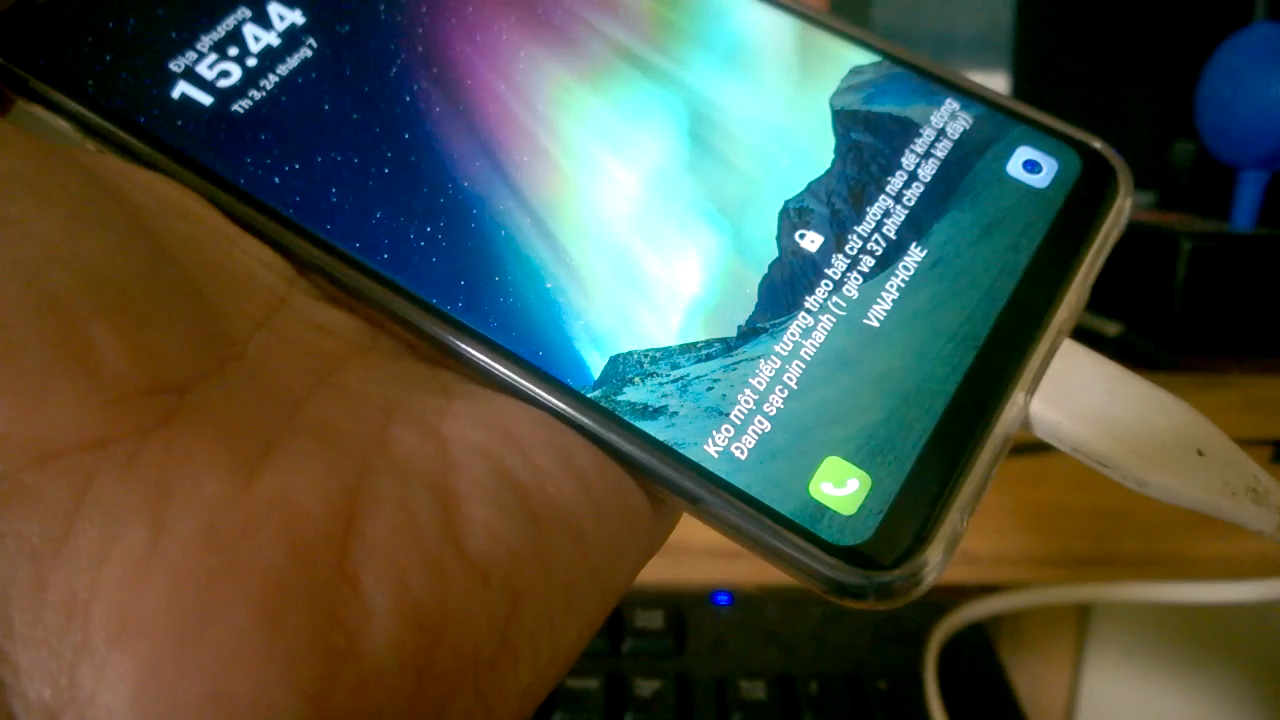 Địa phương
15:44
Th 3, 24 tháng 7
Kéo một biểu tượng theo bất cứ hướng nào để khởi động
Đang sạc pin nhanh (1 giờ và 37 phút cho đến khi đầy)
VINAPHONE